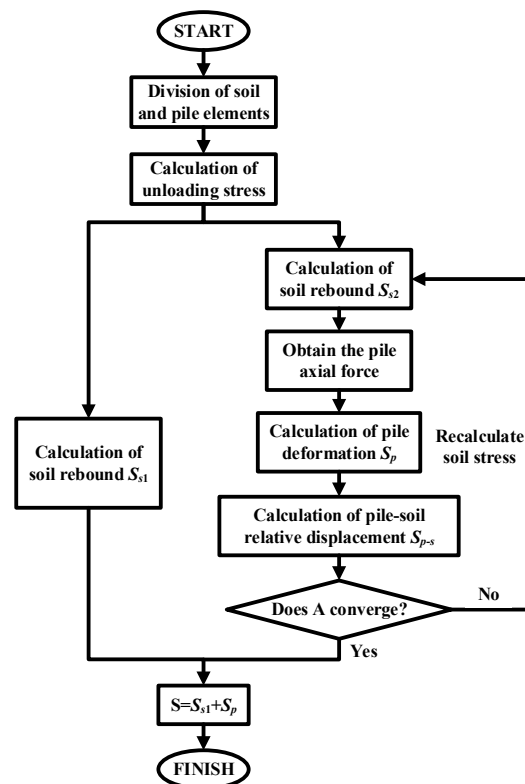 START
Division of soil
and pile elements
Calculation of
unloading stress
Calculation of
soil rebound Ss2
Obtain the pile
axial force
Calculation of
soil rebound Ss1
Calculation of pile
deformation Sp
Recalculate
soil stress
Calculation of pile-soil
relative displacement Sp-s
Does A converge?
No
Yes
S=Ss1+Sp
FINISH